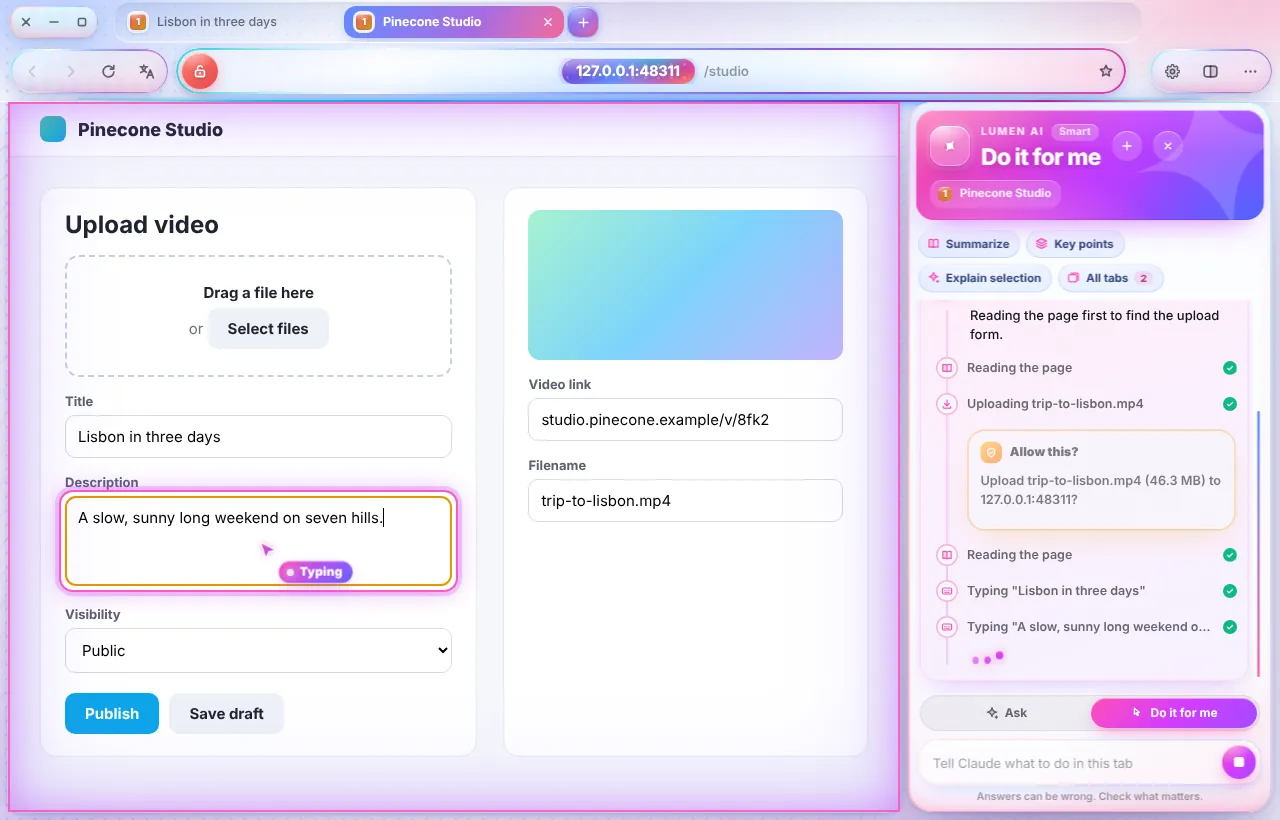 1 Lisbon in three days
1 Pinecone Studio
127.0.0.1:48311 /studio
Pinecone Studio
Upload video
Drag a file here
or Select files
Title
Lisbon in three days
Description
A slow, sunny long weekend on seven hills.
Typing
Visibility
Public
Publish Save draft
Video link
studio.pinecone.example/v/8fk2
Filename
trip-to-lisbon.mp4
LUMEN AI Smart
Do it for me
1 Pinecone Studio
Summarize Key points
Explain selection All tabs 2
Reading the page first to find the upload
form.
Reading the page
Uploading trip-to-lisbon.mp4
Allow this?
Upload trip-to-lisbon.mp4 (46.3 MB) to
127.0.0.1:48311?
Reading the page
Typing "Lisbon in three days"
Typing "A slow, sunny long weekend o...
Ask Do it for me
Tell Claude what to do in this tab
Answers can be wrong. Check what matters.